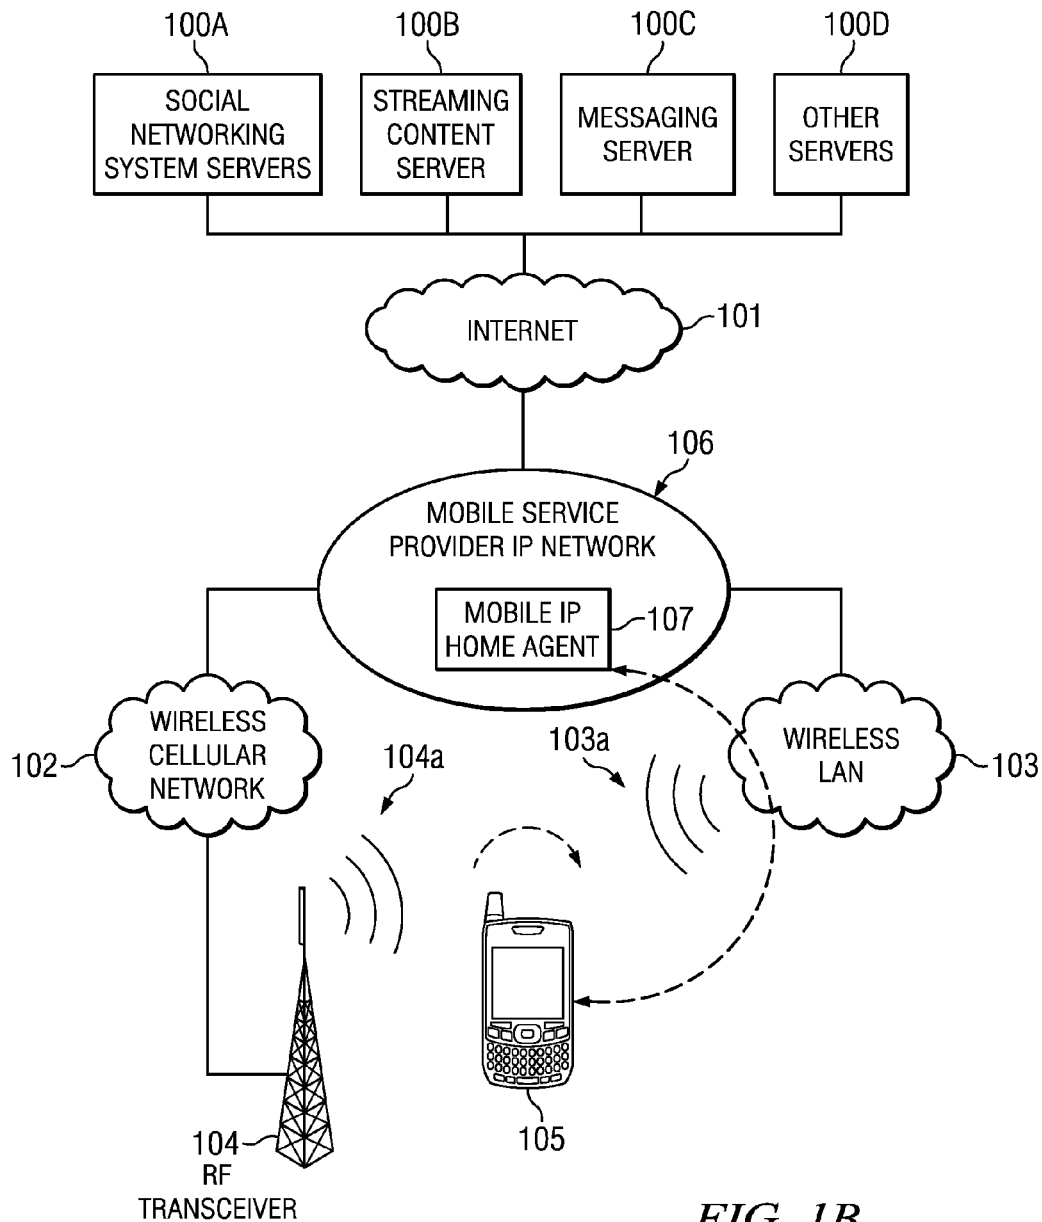 100A
100B
100C
100D
SOCIAL
NETWORKING
SYSTEM SERVERS
STREAMING
CONTENT
SERVER
MESSAGING
SERVER
OTHER
SERVERS
INTERNET
101
106
MOBILE SERVICE
PROVIDER IP NETWORK
MOBILE IP
HOME AGENT
107
WIRELESS
CELLULAR
NETWORK
102
104a
103a
WIRELESS
LAN
103
105
104
RF
TRANSCEIVER
FIG. 1B